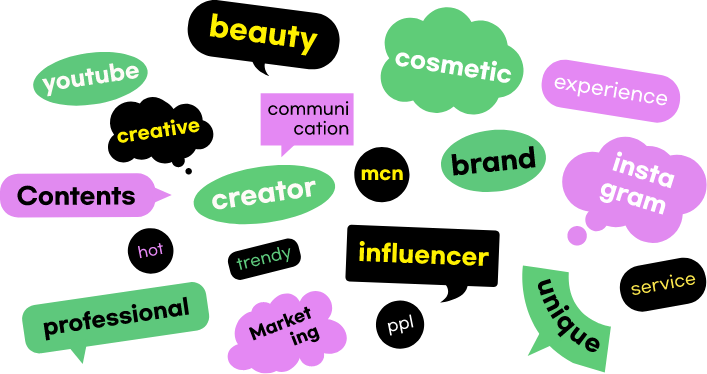 beauty
cosmetic
youtube
experience
creative
communi
cation
mcn
brand
insta
gram
Contents
creator
hot
trendy
influencer
service
professional
Market
ing
ppl
unique